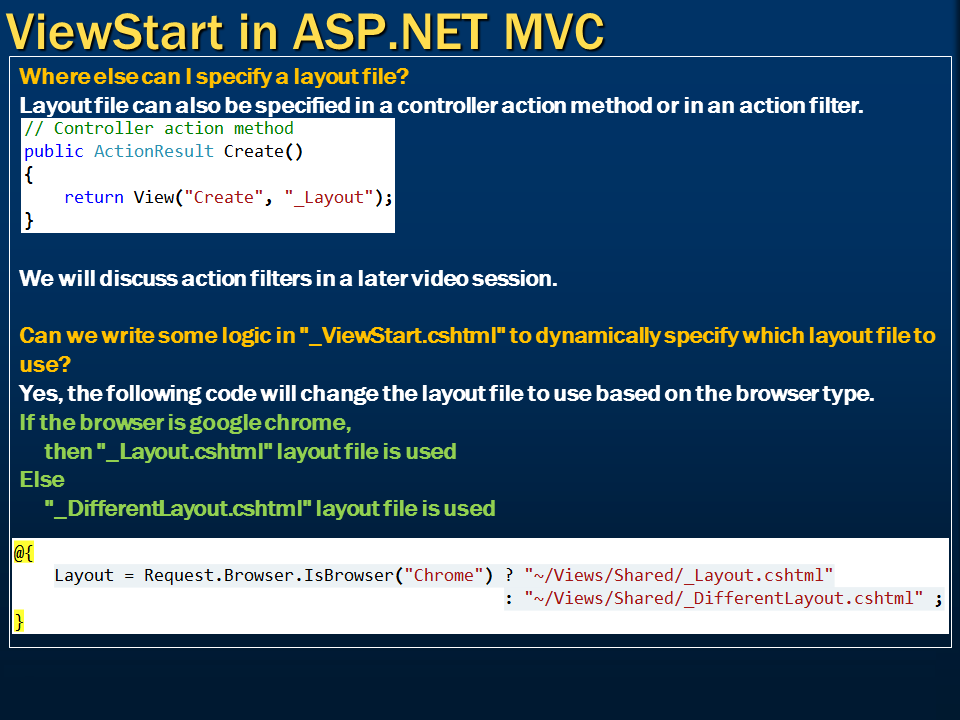 ViewStart in ASP.NET MVC
Where else can I specify a layout file?
Layout file can also be specified in a controller action method or in an action filter.
// Controller action method
public ActionResult Create()
{
return View("Create", "_Layout");
}
We will discuss action filters in a later video session.
Can we write some logic in "_ViewStart.cshtml" to dynamically specify which layout file to
use?
Yes, the following code will change the layout file to use based on the browser type.
If the browser is google chrome,
then "_Layout.cshtml" layout file is used
Else
"_DifferentLayout.cshtml" layout file is used
@{
Layout = Request.Browser.IsBrowser("Chrome") ? "~/Views/Shared/_Layout.cshtml"
: "~/Views/Shared/_DifferentLayout.cshtml" ;
}